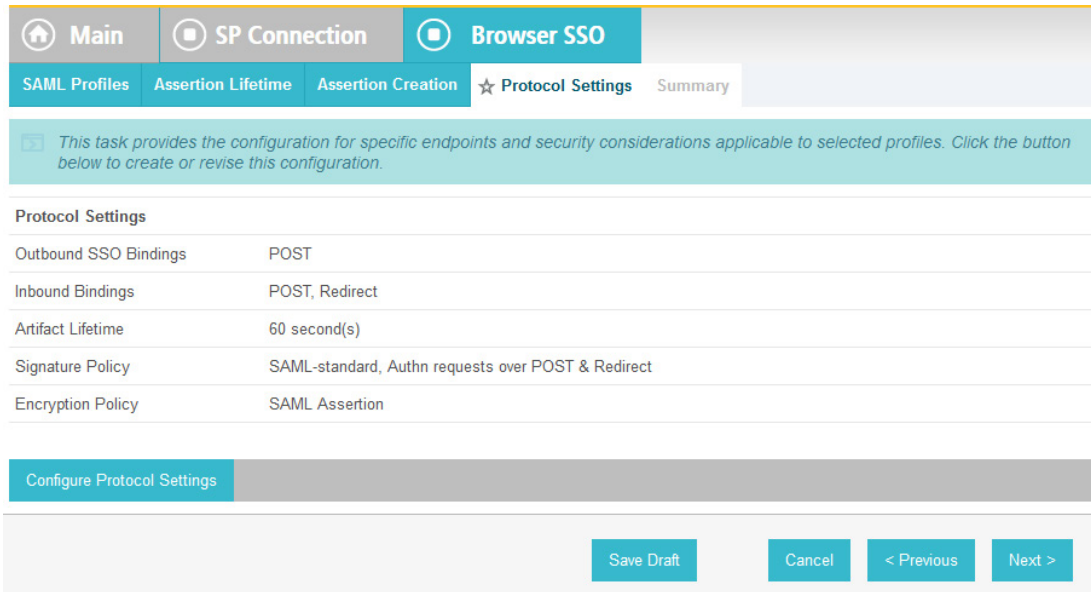 Main SP Connection Browser SSO
SAML Profiles Assertion Lifetime Assertion Creation Protocol Settings Summary
This task provides the configuration for specific endpoints and security considerations applicable to selected profiles. Click the button
below to create or revise this configuration.
Protocol Settings
Outbound SSO Bindings POST
Inbound Bindings POST, Redirect
Artifact Lifetime 60 second(s)
Signature Policy SAML-standard, Authn requests over POST & Redirect
Encryption Policy SAML Assertion
Configure Protocol Settings
Save Draft Cancel < Previous Next >